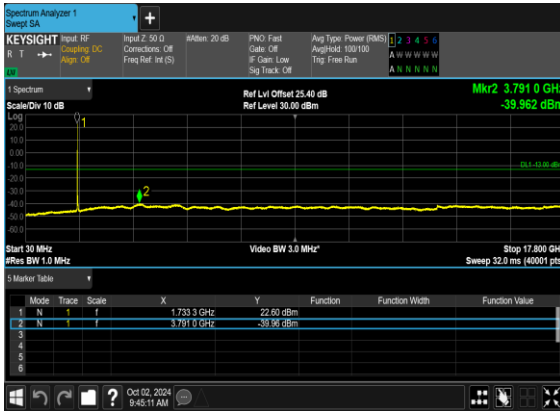 Spectrum Analyzer 1
Swept SA
+
KEYSIGHT
R T
Input: RF
Coupling: DC
Align: Off
Input Z: 50 Ω
Corrections: Off
Freq Ref: Int (S)
#Atten: 20 dB
PNO: Fast
Gate: Off
IF Gain: Low
Sig Track: Off
Avg Type: Power (RMS)
Avg|Hold: 100/100
Trig: Free Run
1 2 3 4 5 6
A W W W W W
A N N N N N
1 Spectrum
Scale/Div 10 dB
Ref Lvl Offset 25.40 dB
Ref Level 30.00 dBm
Mkr2 3.791 0 GHz
-39.962 dBm
Log
20.0
10.0
0.00
-10.0
-20.0
-30.0
-40.0
-50.0
-60.0
1
2
DL1 -13.00 dBm
Start 30 MHz
#Res BW 1.0 MHz
Video BW 3.0 MHz*
Stop 17.800 GHz
Sweep 32.0 ms (40001 pts)
5 Marker Table
Mode Trace Scale X Y Function Function Width Function Value
1 N 1 f 1.733 3 GHz 22.60 dBm
2 N 1 f 3.791 0 GHz -39.96 dBm
3
4
5
6
?
Oct 02, 2024
9:45:11 AM